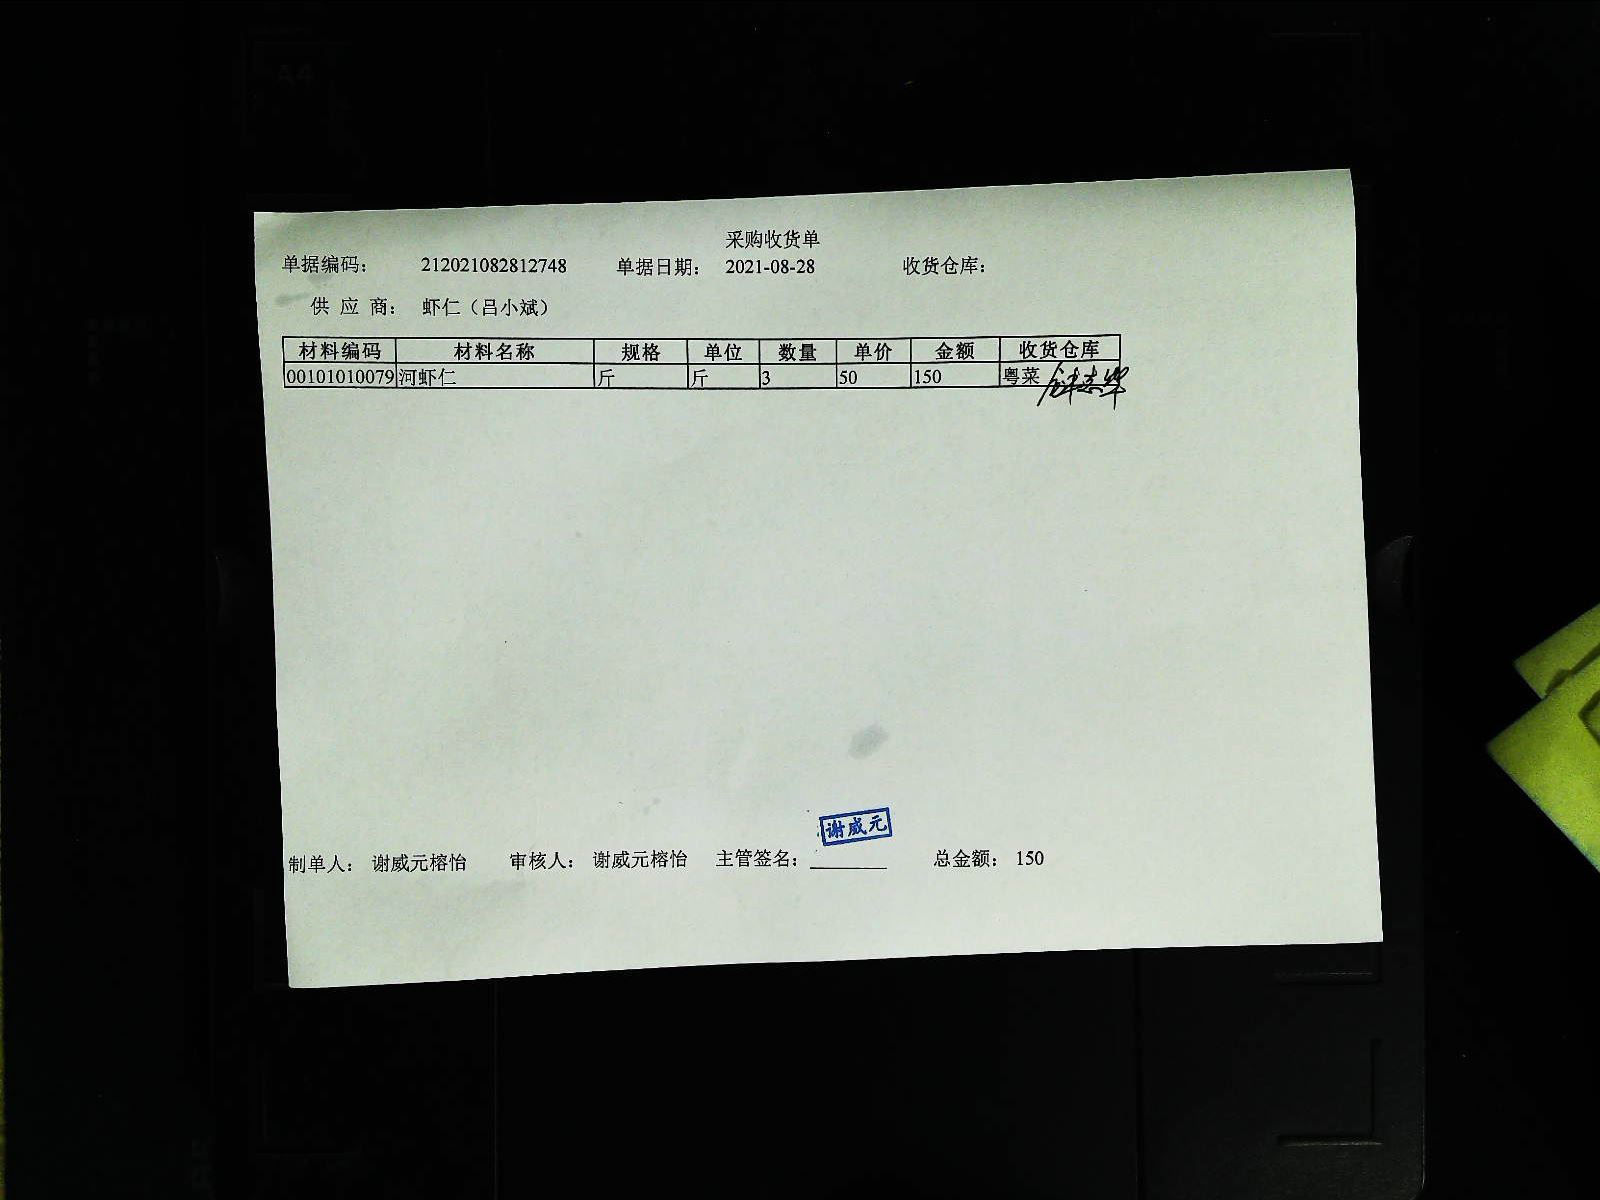 采购收货单
单据编码： 212021082812748 单据日期： 2021-08-28 收货仓库：
供 应 商： 虾仁（吕小斌）
材料编码 材料名称 规格 单位 数量 单价 金额 收货仓库
00101010079 河虾仁 斤 斤 3 50 150 粤菜
谢威元
制单人： 谢威元榕怡 审核人： 谢威元榕怡 主管签名： 总金额： 150